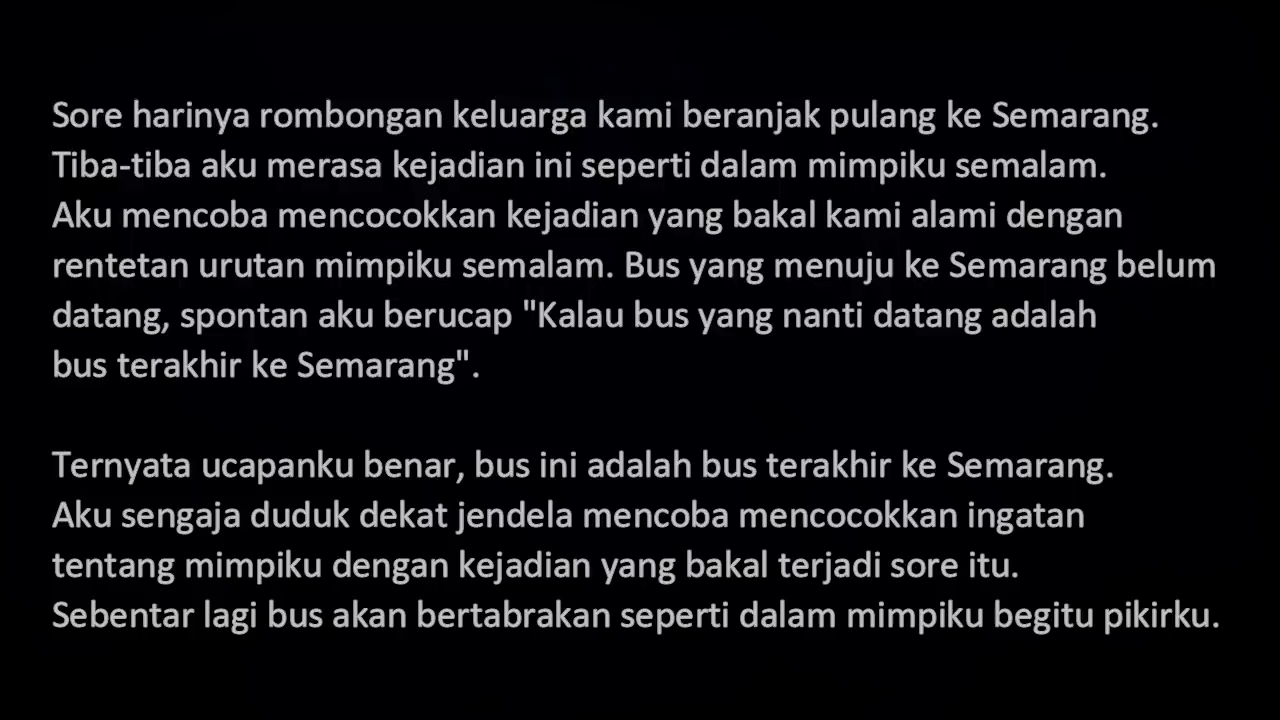 Sore harinya rombongan keluarga kami beranjak pulang ke Semarang.
Tiba-tiba aku merasa kejadian ini seperti dalam mimpiku semalam.
Aku mencoba mencocokkan kejadian yang bakal kami alami dengan
rentetan urutan mimpiku semalam. Bus yang menuju ke Semarang belum
datang, spontan aku berucap "Kalau bus yang nanti datang adalah
bus terakhir ke Semarang".
Ternyata ucapanku benar, bus ini adalah bus terakhir ke Semarang.
Aku sengaja duduk dekat jendela mencoba mencocokkan ingatan
tentang mimpiku dengan kejadian yang bakal terjadi sore itu.
Sebentar lagi bus akan bertabrakan seperti dalam mimpiku begitu pikirku.